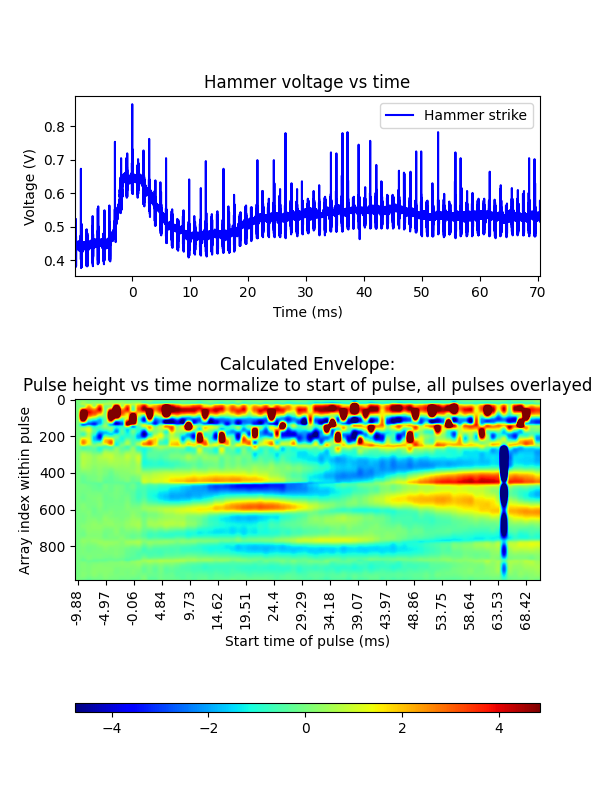 Hammer voltage vs time
Hammer strike
0.8
0.7
0.6
0.5
0.4
Voltage (V)
0 10 20 30 40 50 60 70
Time (ms)
Calculated Envelope:
Pulse height vs time normalize to start of pulse, all pulses overlayed
0
200
400
600
800
Array index within pulse
-9.88 -4.97 -0.06 4.84 9.73 14.62 19.51 24.4 29.29 34.18 39.07 43.97 48.86 53.75 58.64 63.53 68.42
Start time of pulse (ms)
−4 −2 0 2 4